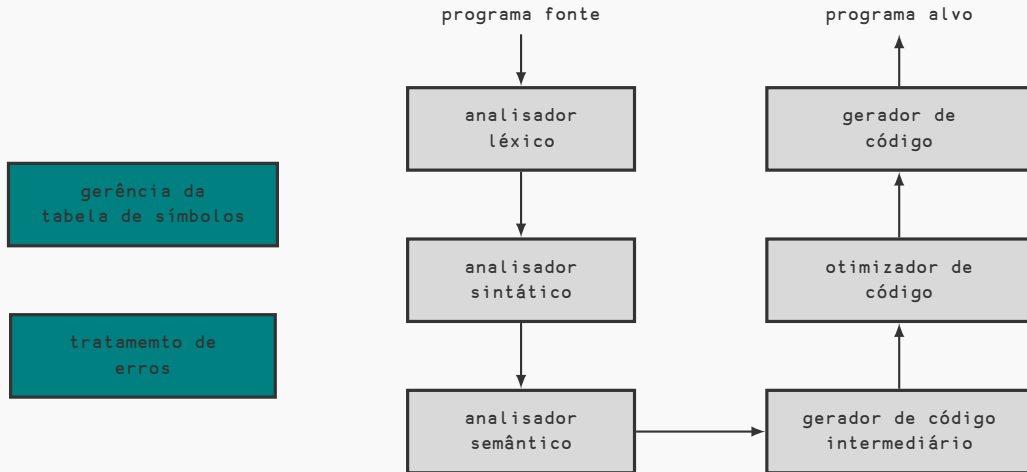 programa fonte
programa alvo
analisador
léxico
gerador de
código
gerência da
tabela de símbolos
analisador
sintático
otimizador de
código
tratamemto de
erros
analisador
semântico
gerador de código
intermediário